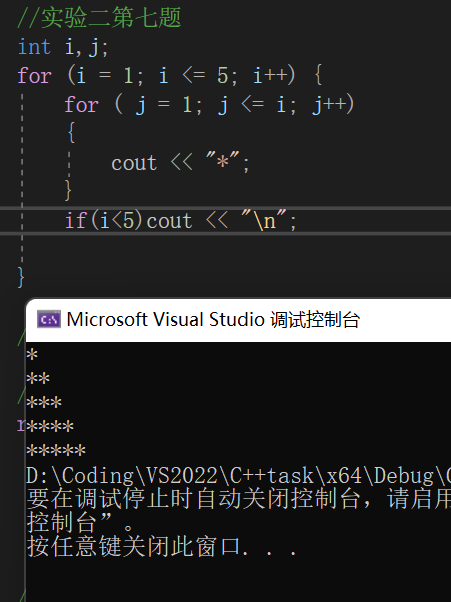 //实验二第七题
int i,j;
for (i = 1; i <= 5; i++) {
for ( j = 1; j <= i; j++)
{
cout << "*";
}
if(i<5)cout << "\n";
}
Microsoft Visual Studio 调试控制台
*
**
***
****
*****
D:\Coding\VS2022\C++task\x64\Debug\
要在调试停止时自动关闭控制台，请启用
控制台”。
按任意键关闭此窗口. . .